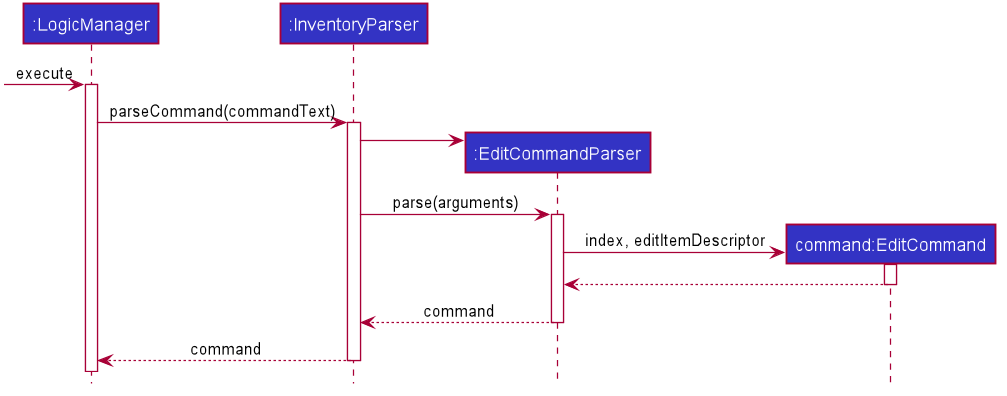 :LogicManager
:InventoryParser
execute
parseCommand(commandText)
:EditCommandParser
parse(arguments)
index, editItemDescriptor
command:EditCommand
command
command